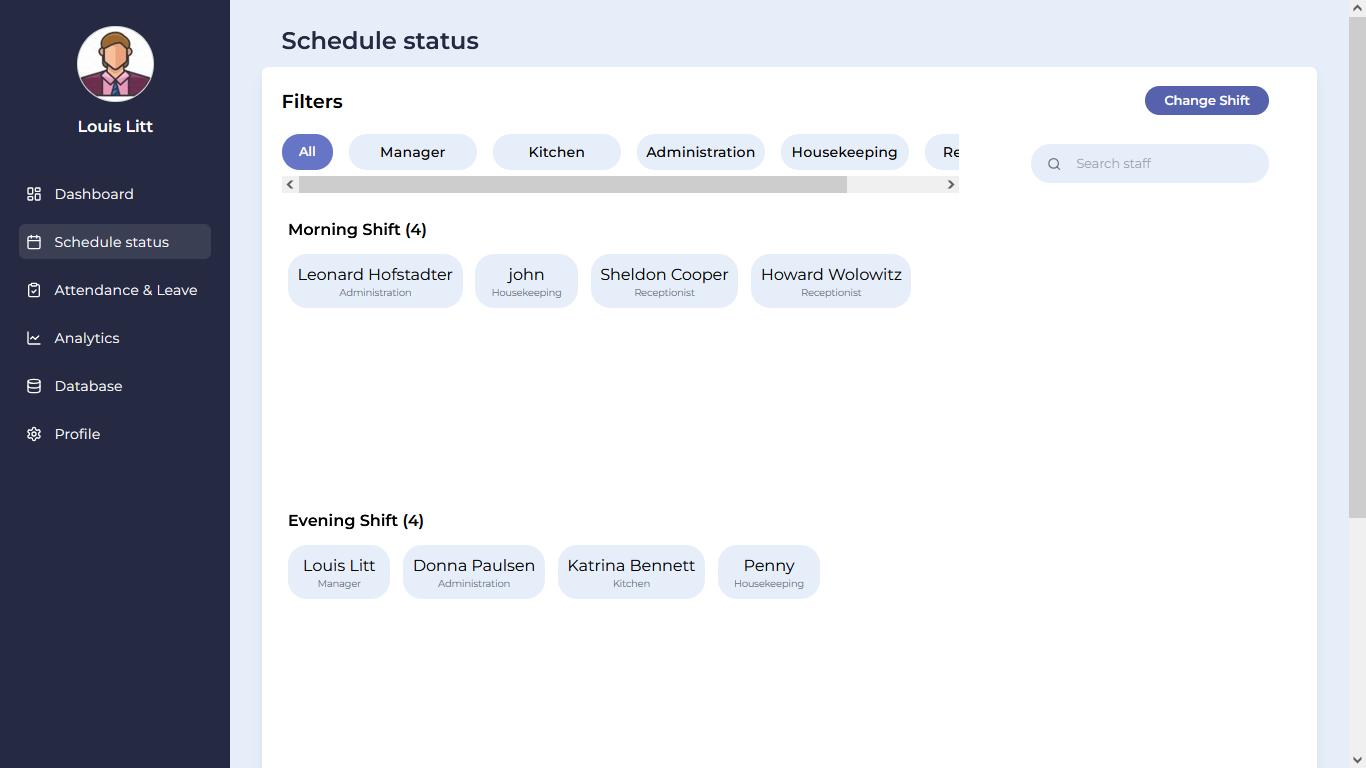 Louis Litt
Dashboard
Schedule status
Attendance & Leave
Analytics
Database
Profile
Schedule status
Filters
Change Shift
All
Manager
Kitchen
Administration
Housekeeping
Re
Search staff
Morning Shift (4)
Leonard Hofstadter
Administration
john
Housekeeping
Sheldon Cooper
Receptionist
Howard Wolowitz
Receptionist
Evening Shift (4)
Louis Litt
Manager
Donna Paulsen
Administration
Katrina Bennett
Kitchen
Penny
Housekeeping